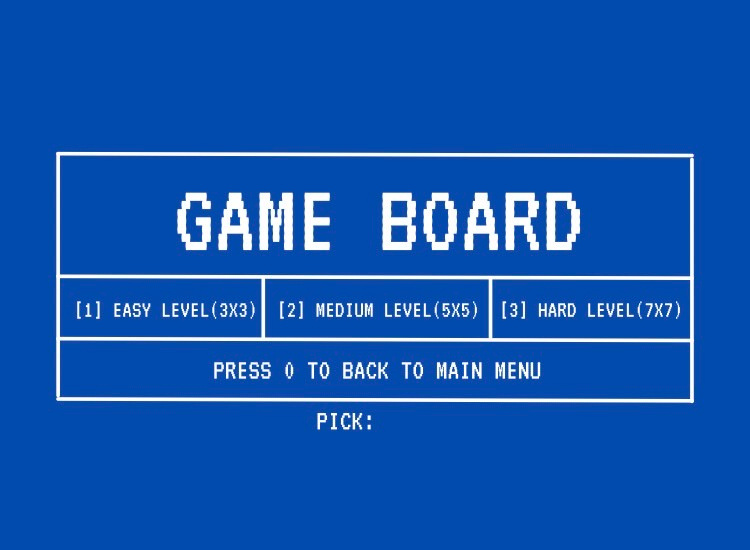 GAME BOARD
[1] EASY LEVEL(3X3) [2] MEDIUM LEVEL(5X5) [3] HARD LEVEL(7X7)
PRESS 0 TO BACK TO MAIN MENU
PICK: